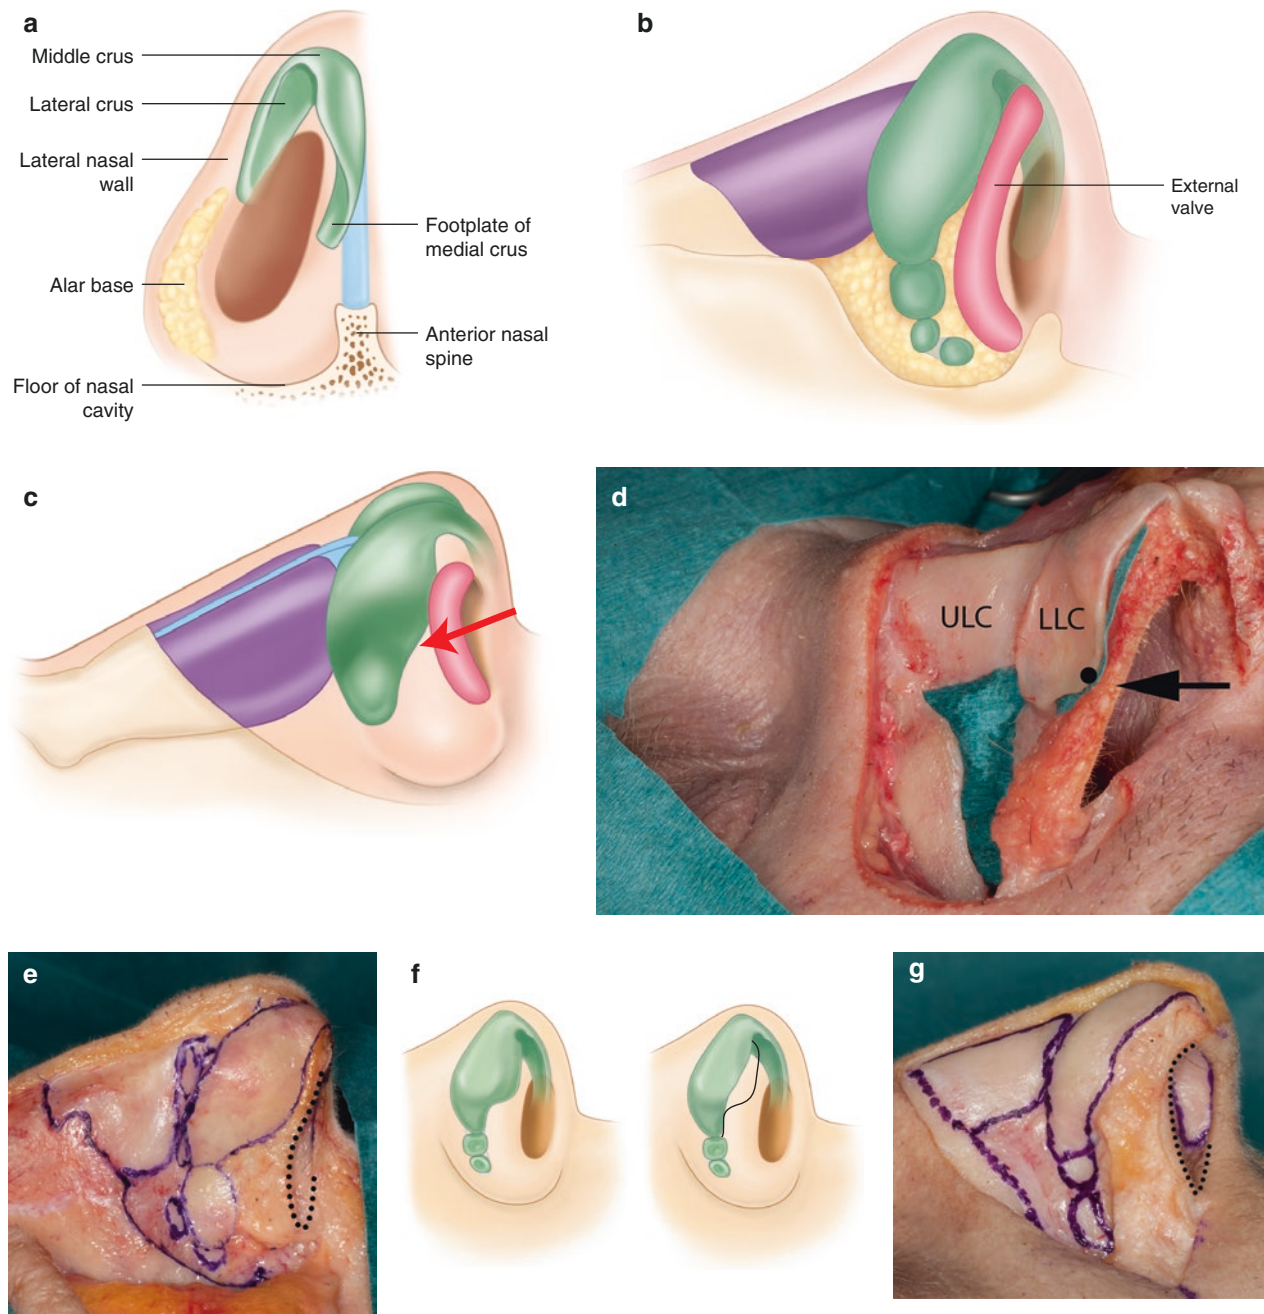 a
Middle crus
Lateral crus
Lateral nasal
wall
Alar base
Floor of nasal
cavity
Footplate of
medial crus
Anterior nasal
spine
b
External
valve
c
d
ULC
LLC
e
f
g